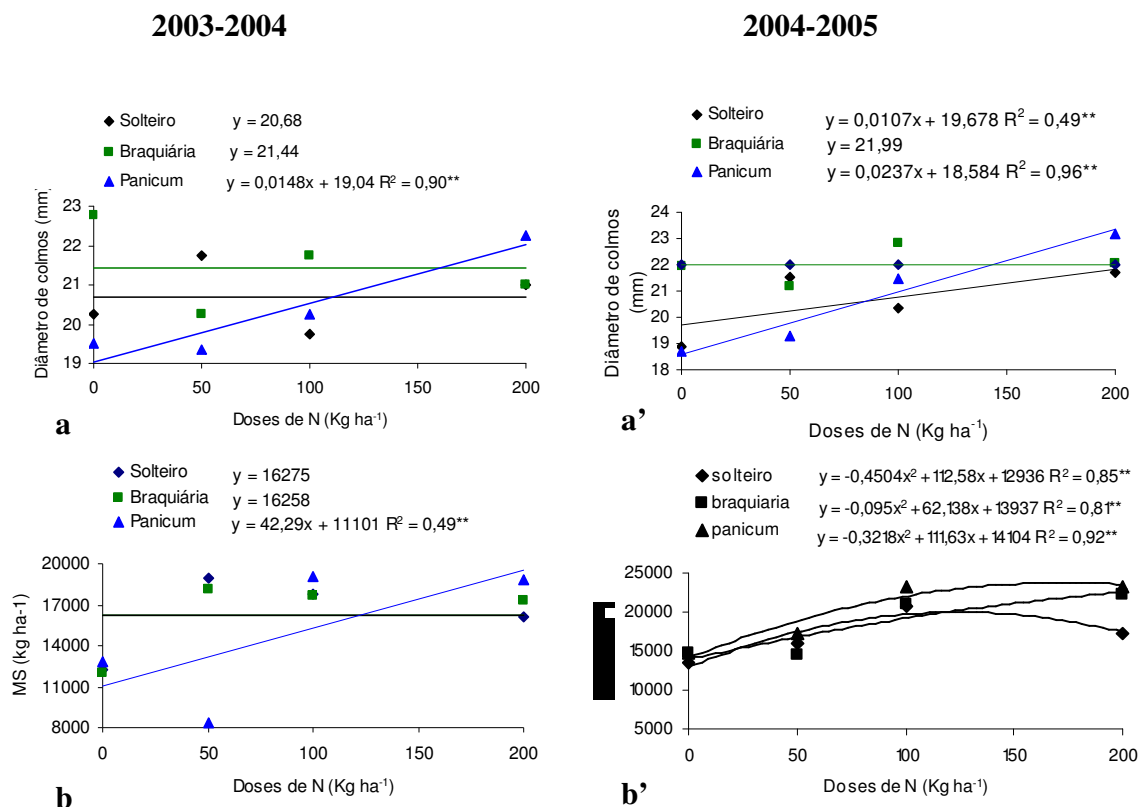 2003-2004
2004-2005
Solteiro y = 20,68
Braquiária y = 21,44
Panicum y = 0,0148x + 19,04 R² = 0,90**
Diâmetro de colmos (mm)
23
22
21
20
19
0 50 100 150 200
Doses de N (Kg ha⁻¹)
a
Solteiro y = 0,0107x + 19,678 R² = 0,49**
Braquiária y = 21,99
Panicum y = 0,0237x + 18,584 R² = 0,96**
Diâmetro de colmos
(mm)
24
23
22
21
20
19
18
0 50 100 150 200
Doses de N (Kg ha⁻¹)
a’
Solteiro y = 16275
Braquiária y = 16258
Panicum y = 42,29x + 11101 R² = 0,49**
MS (kg ha-1)
20000
17000
14000
11000
8000
0 50 100 150 200
Doses de N (Kg ha⁻¹)
b
solteiro y = -0,4504x² + 112,58x + 12936 R² = 0,85**
braquiaria y = -0,095x² + 62,138x + 13937 R² = 0,81**
panicum y = -0,3218x² + 111,63x + 14104 R² = 0,92**
25000
20000
15000
10000
5000
0 50 100 150 200
Doses de N (Kg ha⁻¹)
b’